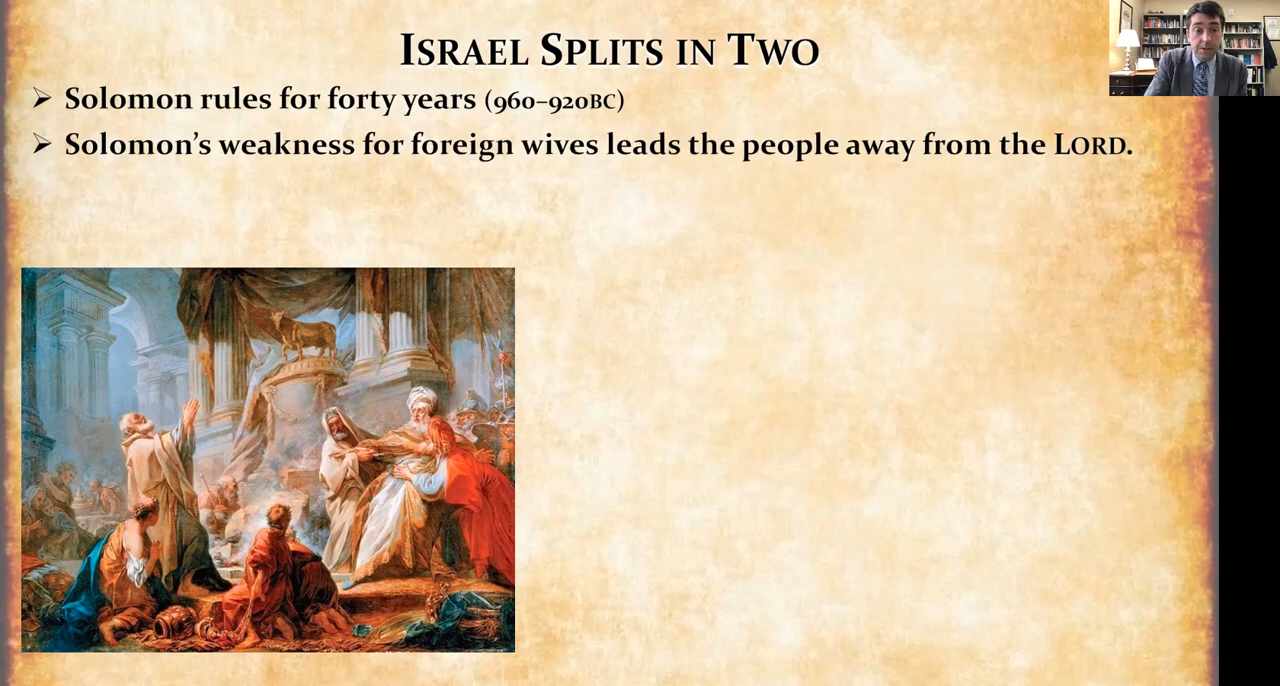 Israel Splits in Two
➢ Solomon rules for forty years (960–920BC)
➢ Solomon’s weakness for foreign wives leads the people away from the LORD.